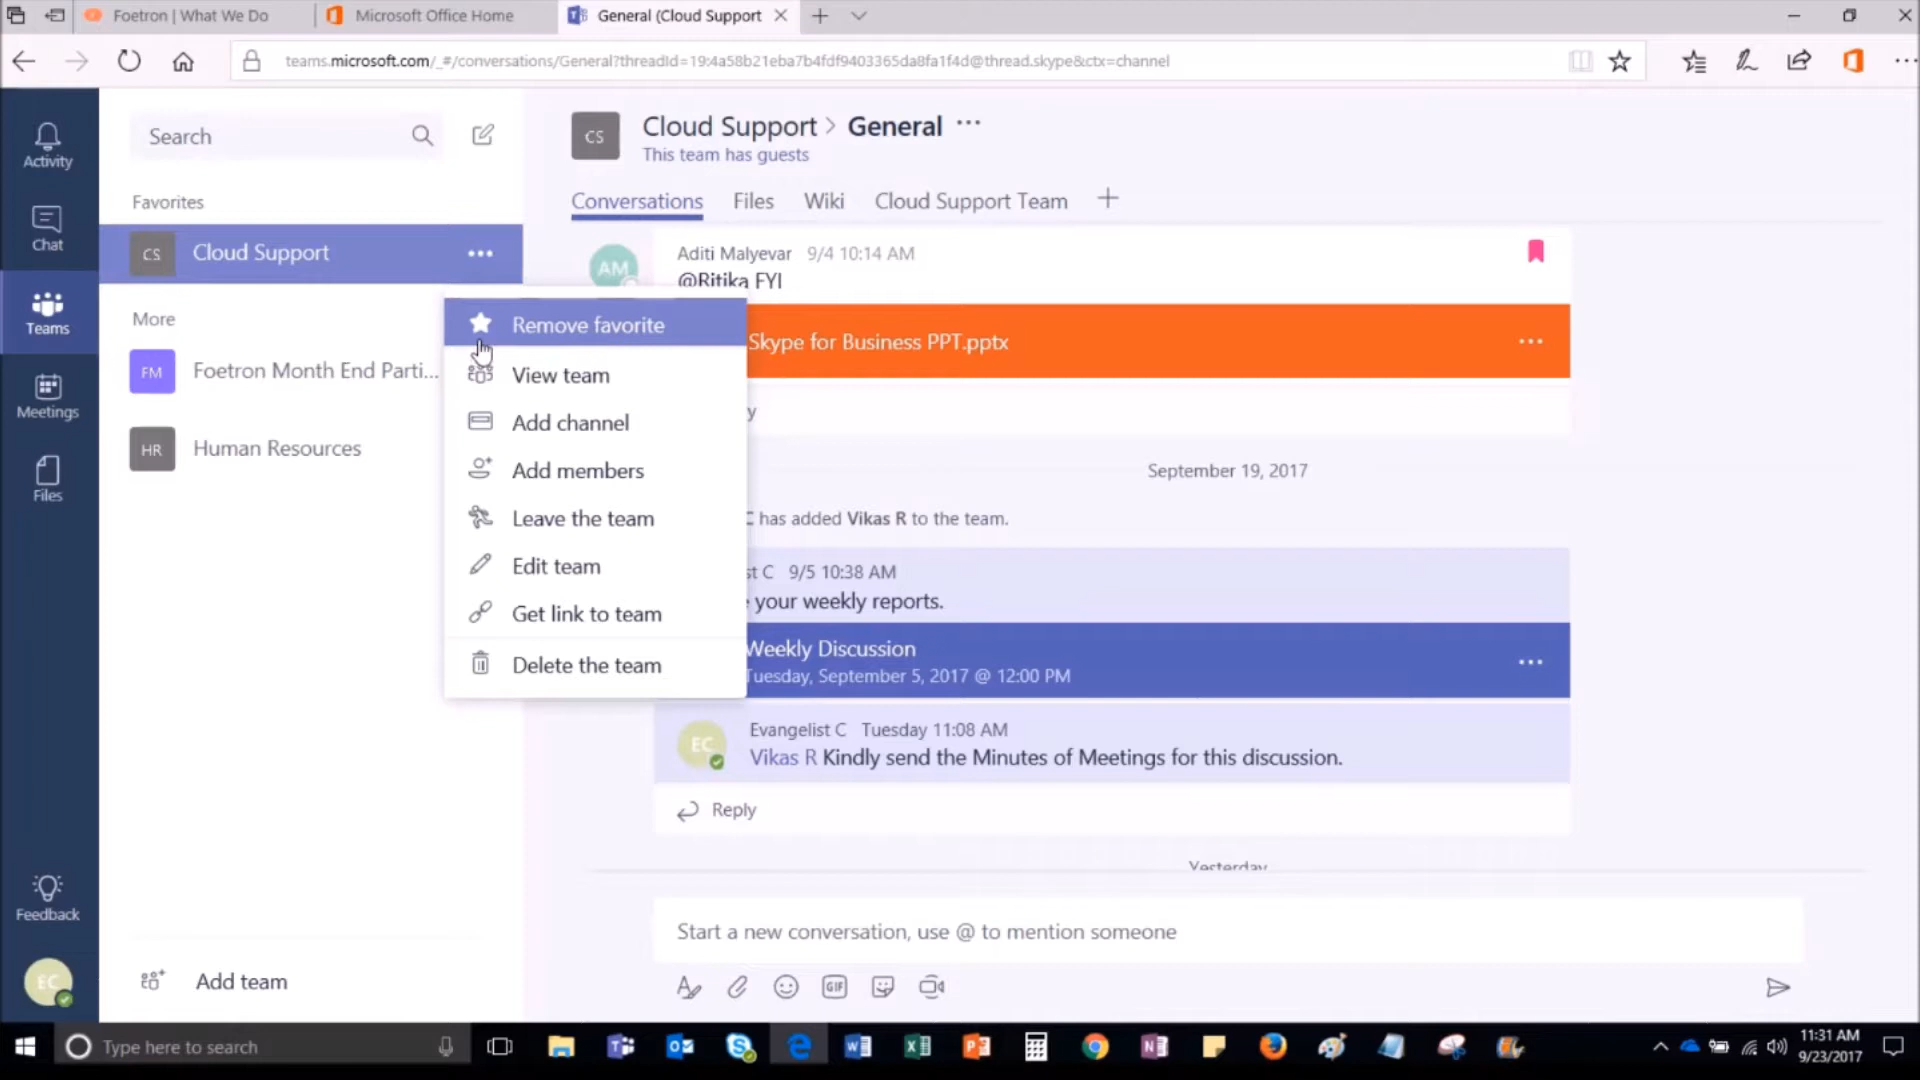 Foetron | What We Do
Microsoft Office Home
General (Cloud Support
teams.microsoft.com/_#/conversations/General?threadId=19:4a58b21eba7b4fdf9403365da8fa1f4d@thread.skype&ctx=channel
Activity
Chat
Teams
Meetings
Files
Feedback
EC
Search
Favorites
CS Cloud Support
More
FM Foetron Month End Parti...
HR Human Resources
Add team
Remove favorite
View team
Add channel
Add members
Leave the team
Edit team
Get link to team
Delete the team
CS
Cloud Support > General ...
This team has guests
Conversations Files Wiki Cloud Support Team
AM
Aditi Malyevar 9/4 10:14 AM
@Ritika FYI
Skype for Business PPT.pptx
y
September 19, 2017
C has added Vikas R to the team.
st C 9/5 10:38 AM
your weekly reports.
Weekly Discussion
Tuesday, September 5, 2017 @ 12:00 PM
EC
Evangelist C Tuesday 11:08 AM
Vikas R Kindly send the Minutes of Meetings for this discussion.
Reply
Yesterday
Start a new conversation, use @ to mention someone
GIF
Type here to search
11:31 AM
9/23/2017